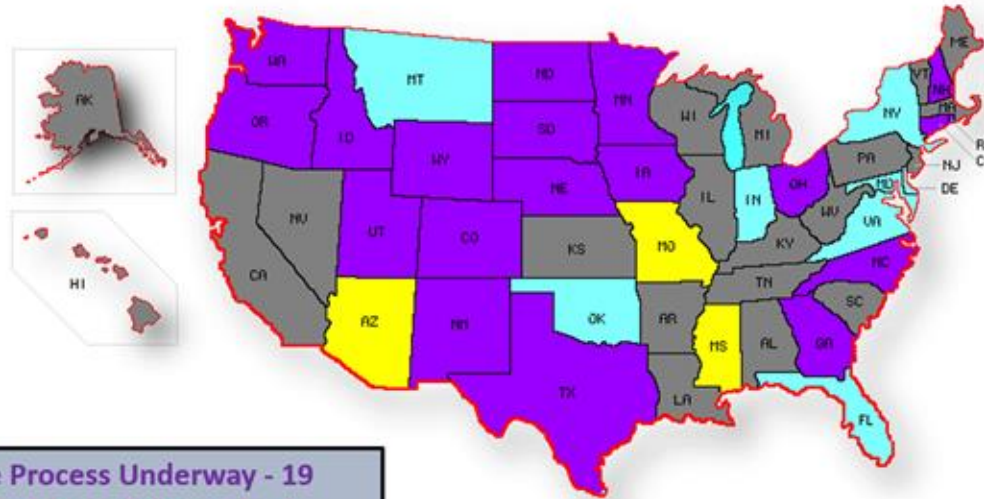 WA
MT
ND
MN
ME
VT
NH
AK
OR
ID
SD
WI
MI
NY
MA
R
C
WY
IA
PA
NJ
NE
OH
DE
NV
UT
CO
IL
IN
MD
WV
VA
CA
KS
MO
KY
HI
NC
TN
AZ
NM
OK
AR
SC
MS
AL
GA
TX
LA
FL
e Process Underway - 19